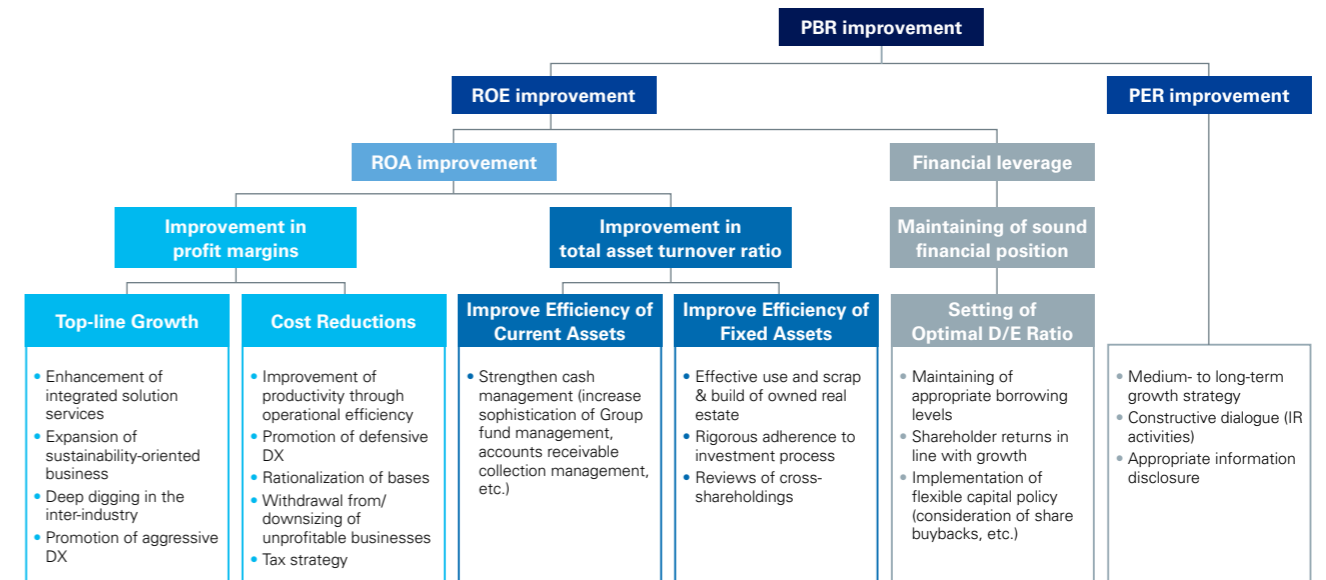 PBR improvement
ROE improvement
PER improvement
ROA improvement
Financial leverage
Improvement in
profit margins
Improvement in
total asset turnover ratio
Maintaining of sound
financial position
Top-line Growth
• Enhancement of
integrated solution
services
• Expansion of
sustainability-oriented
business
• Deep digging in the
inter-industry
• Promotion of aggressive
DX
Cost Reductions
• Improvement of
productivity through
operational efficiency
• Promotion of defensive
DX
• Rationalization of bases
• Withdrawal from/
downsizing of
unprofitable businesses
• Tax strategy
Improve Efficiency of
Current Assets
• Strengthen cash
management (increase
sophistication of Group
fund management,
accounts receivable
collection management,
etc.)
Improve Efficiency of
Fixed Assets
• Effective use and scrap
& build of owned real
estate
• Rigorous adherence to
investment process
• Reviews of cross-
shareholdings
Setting of
Optimal D/E Ratio
• Maintaining of
appropriate borrowing
levels
• Shareholder returns in
line with growth
• Implementation of
flexible capital policy
(consideration of share
buybacks, etc.)
• Medium- to long-term
growth strategy
• Constructive dialogue (IR
activities)
• Appropriate information
disclosure